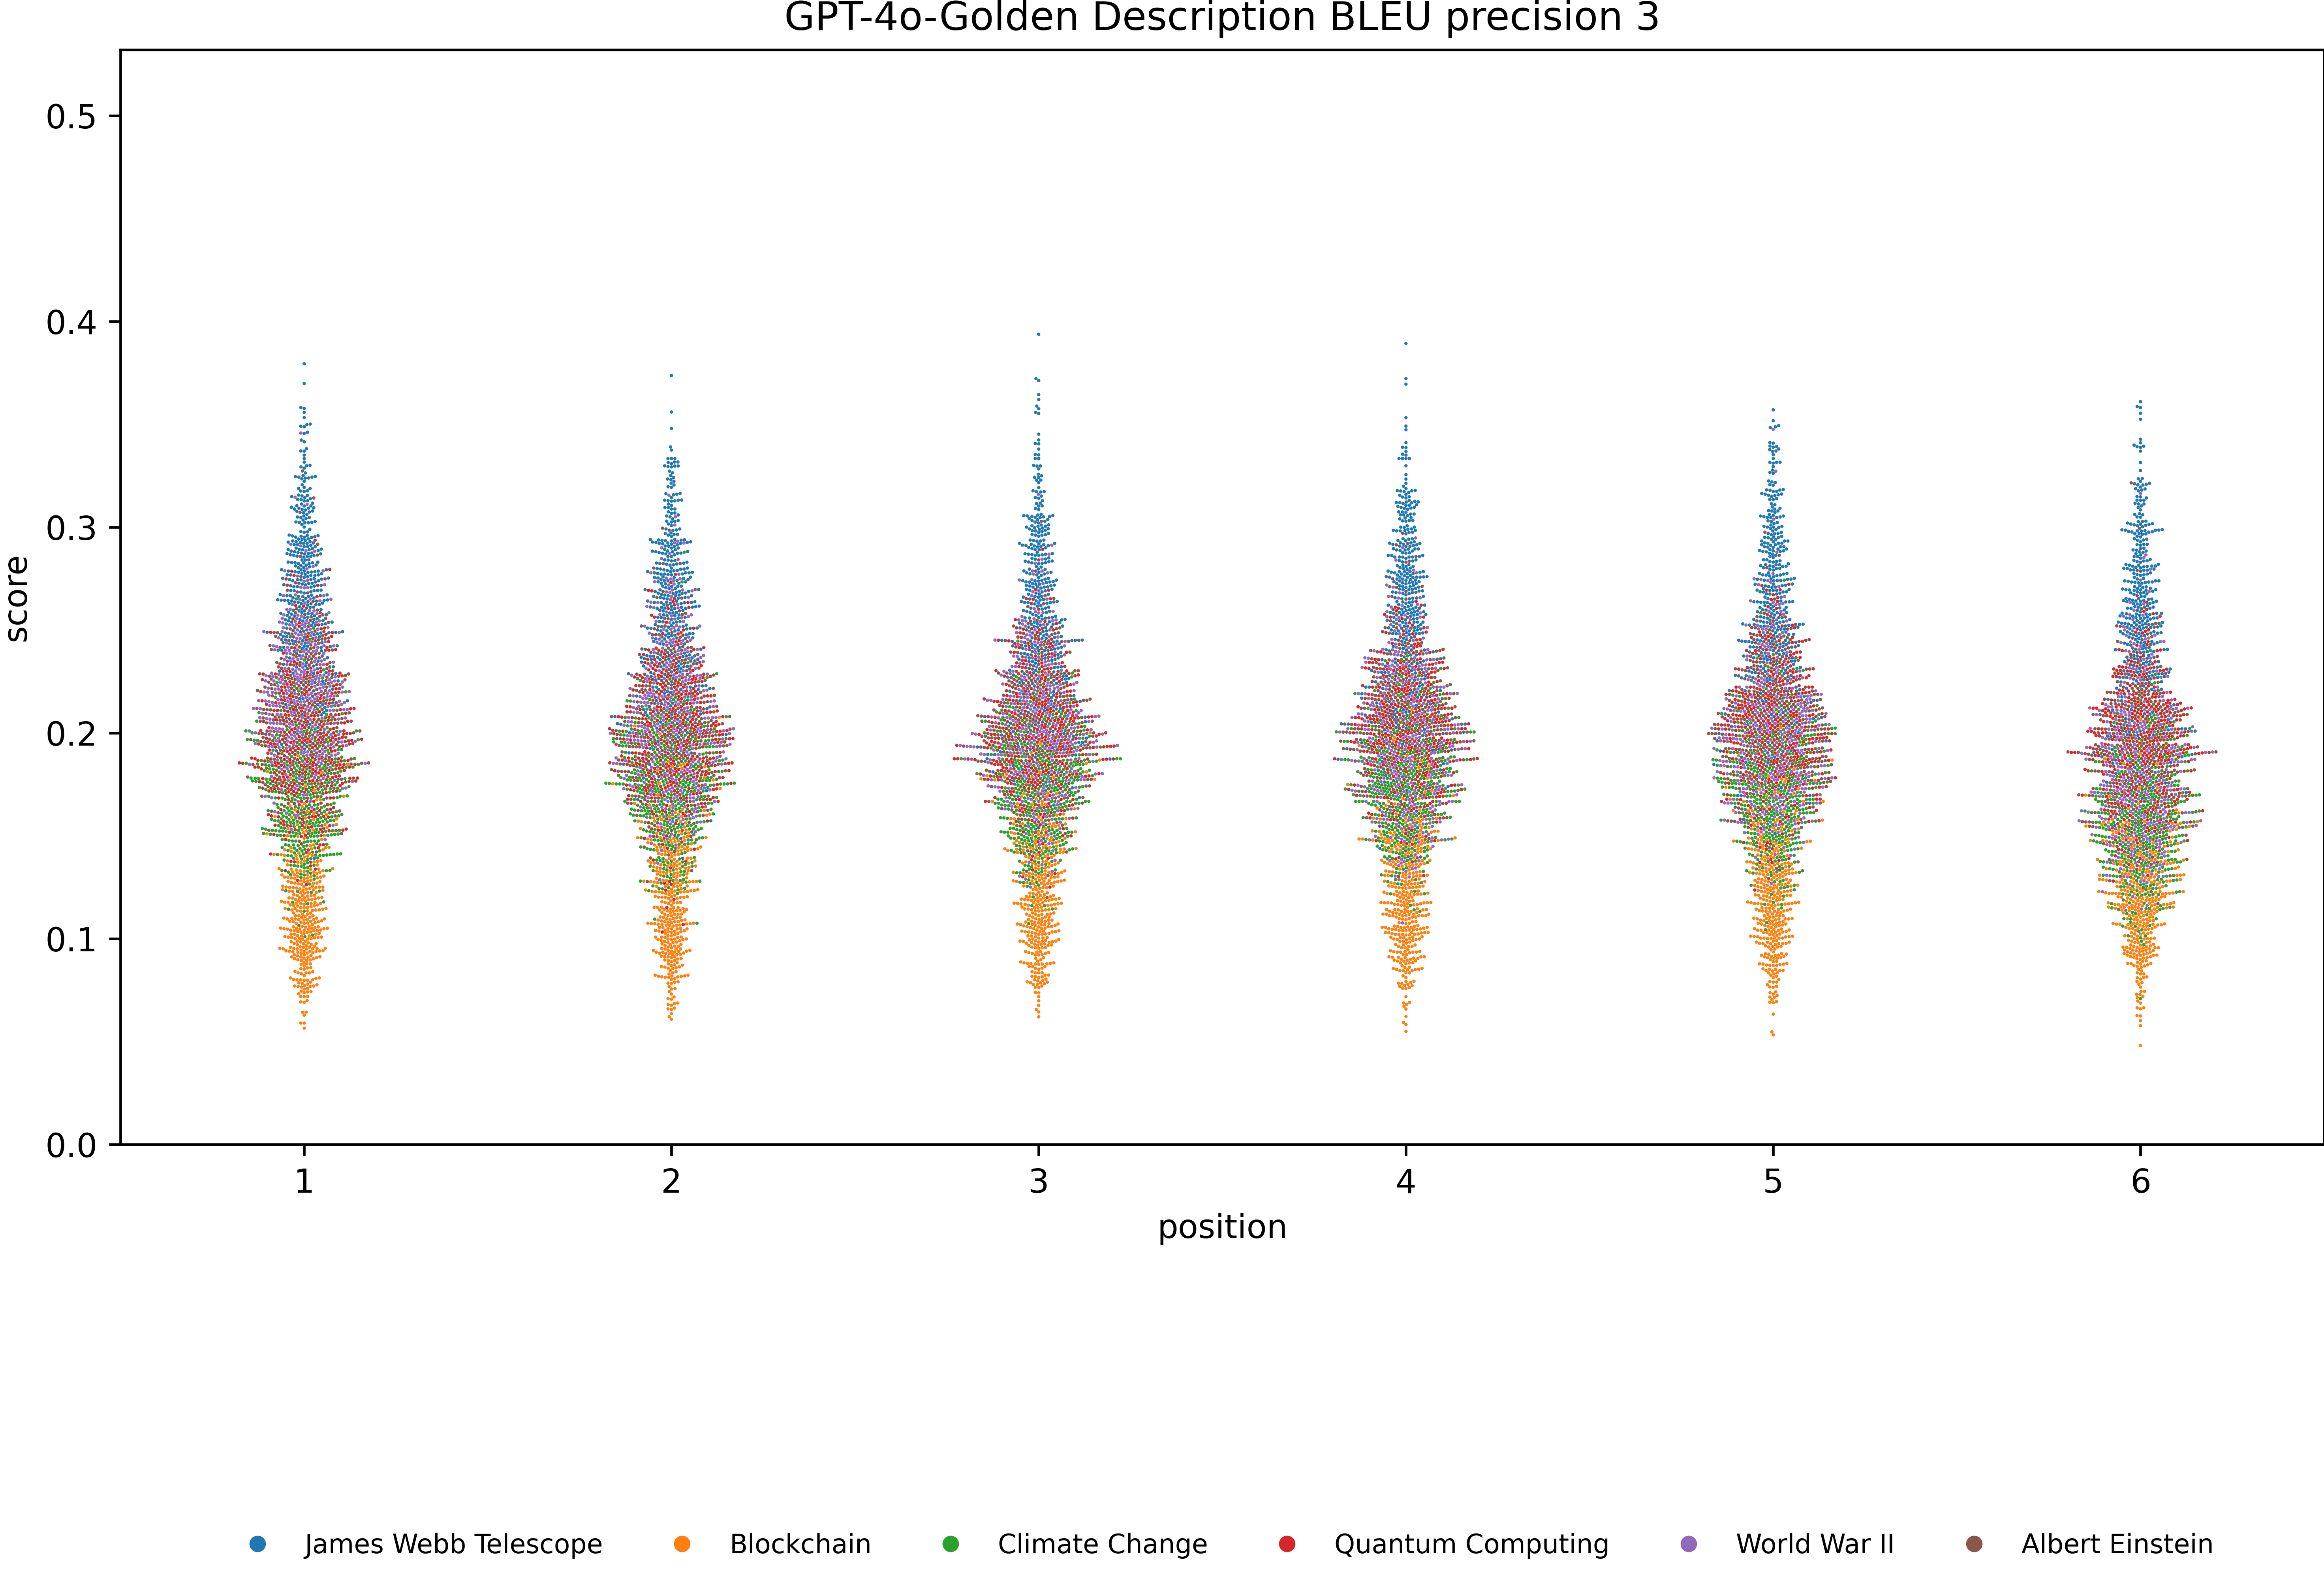 GPT-4o-Golden Description BLEU precision 3
0.5
0.4
0.3
0.2
0.1
0.0
score
1 2 3 4 5 6
position
James Webb Telescope Blockchain Climate Change Quantum Computing World War II Albert Einstein